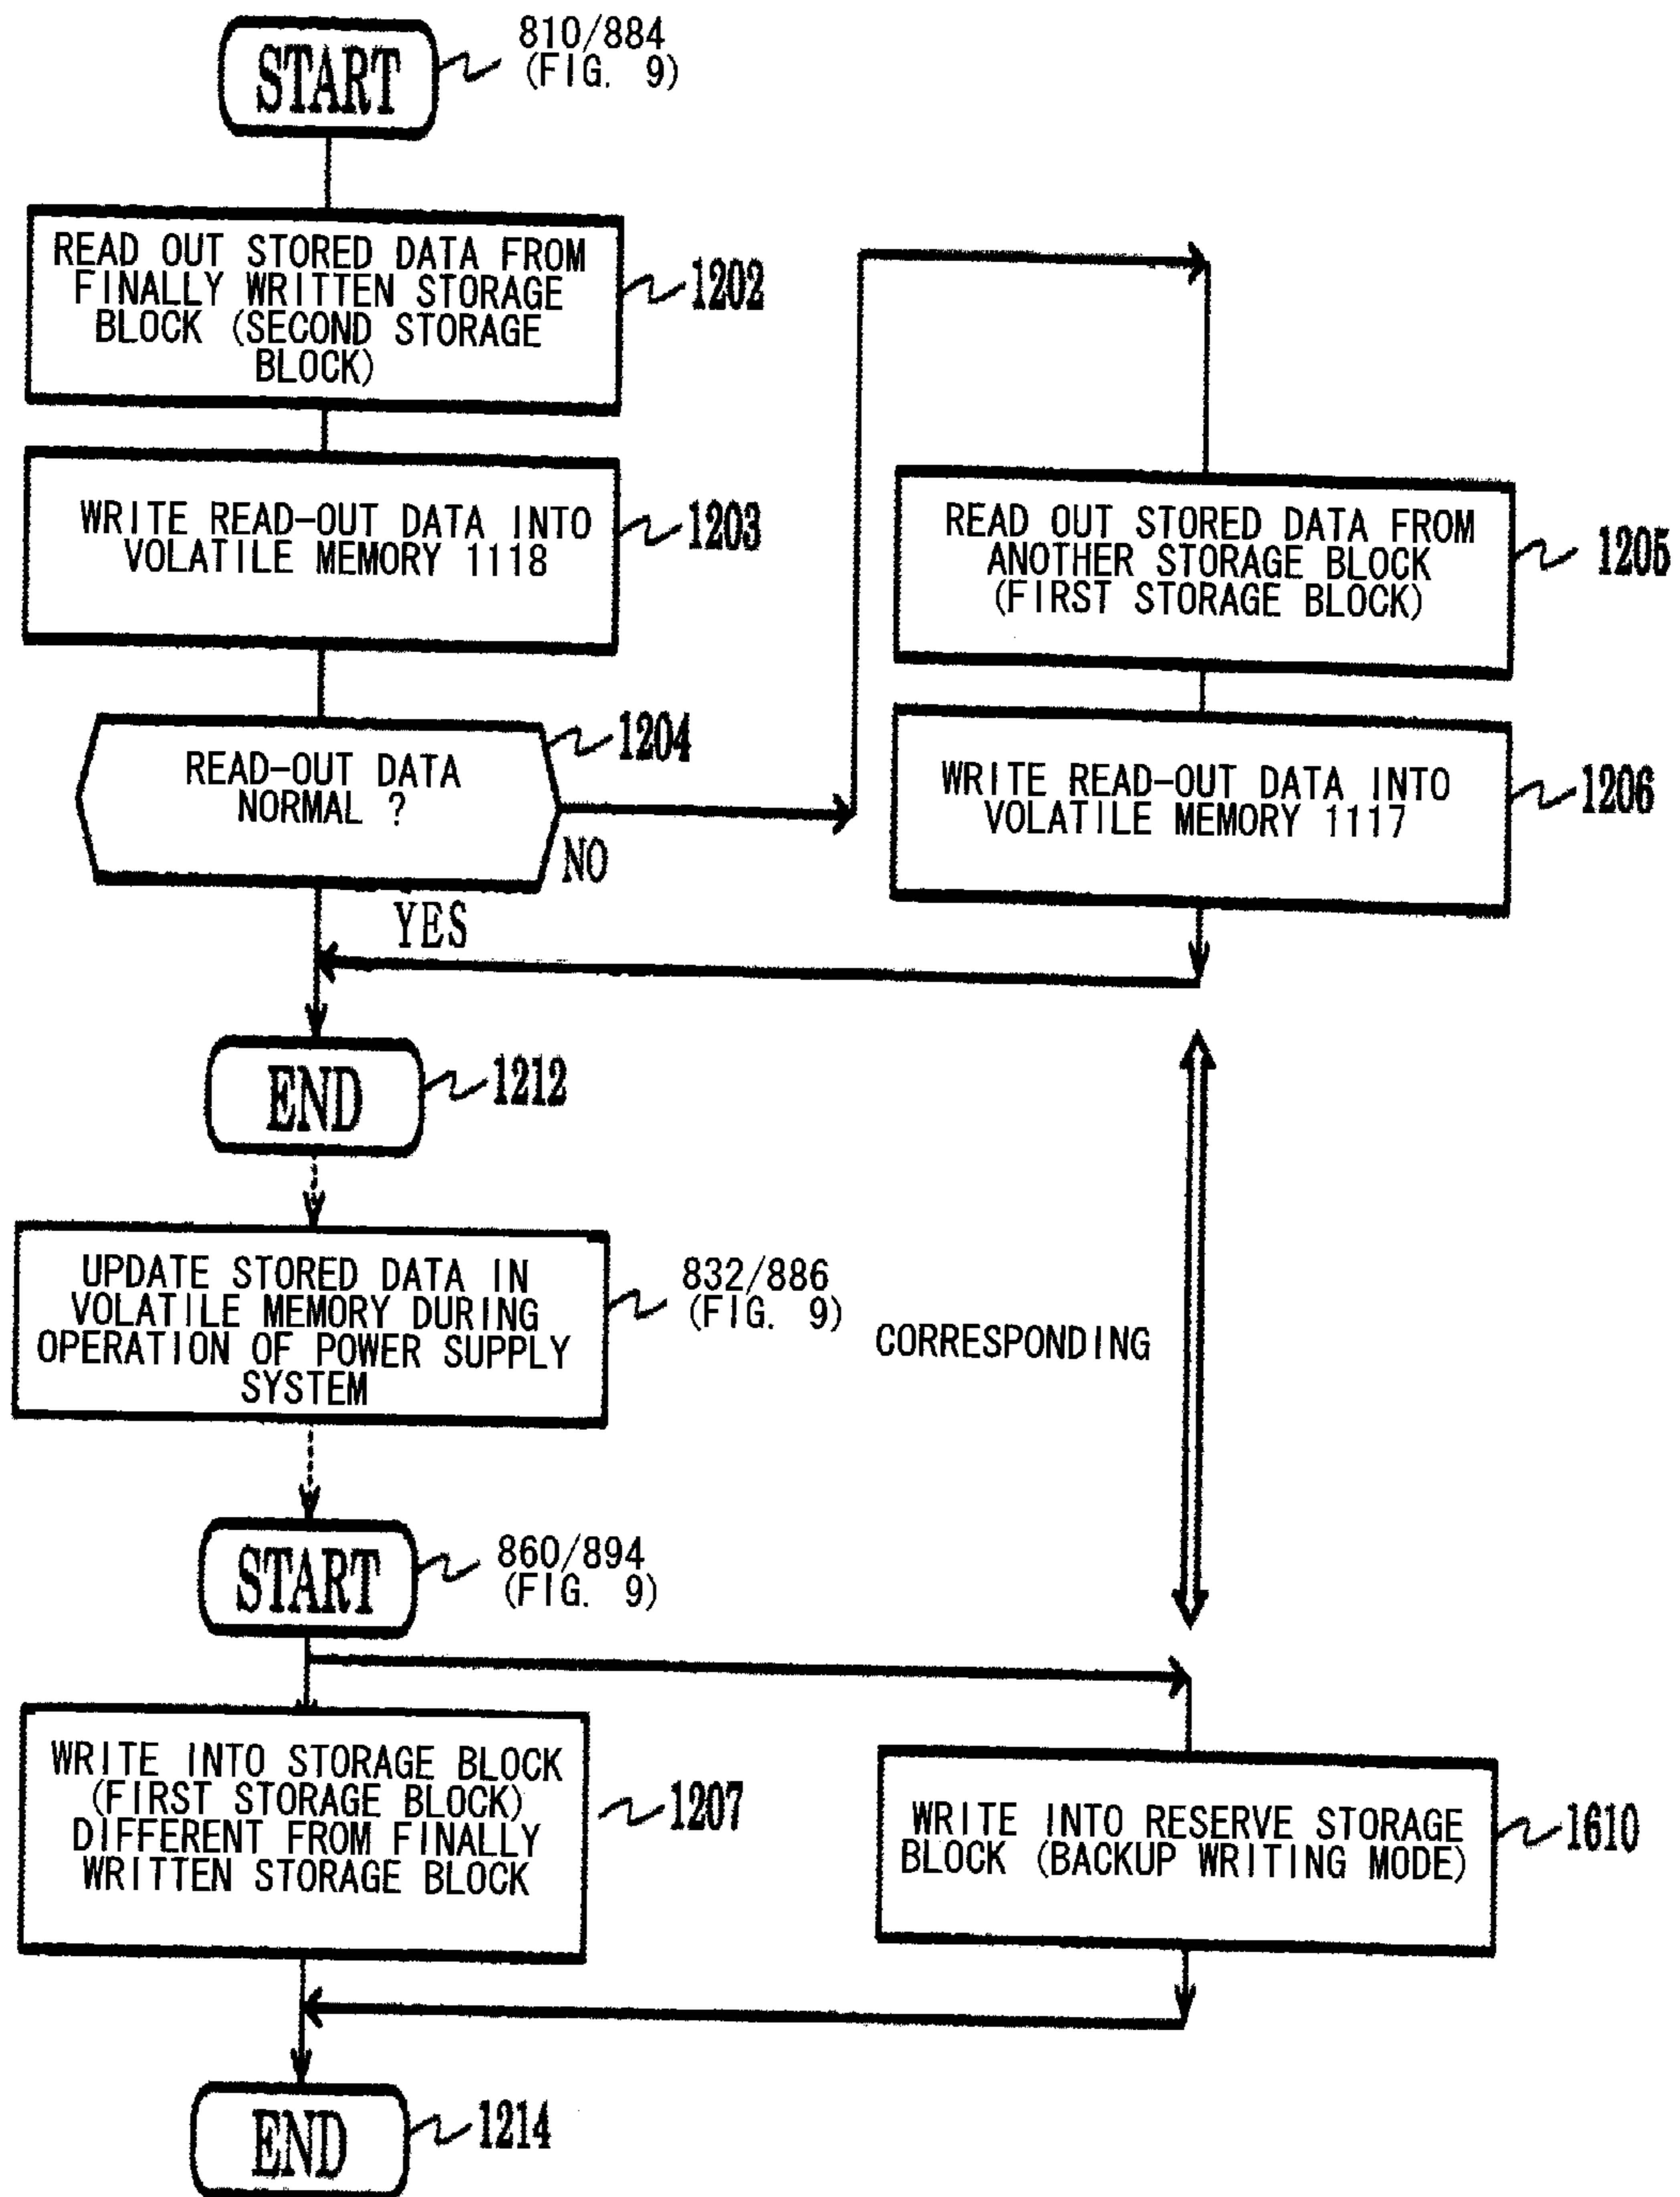 START
810/884
(FIG. 9)
READ OUT STORED DATA FROM
FINALLY WRITTEN STORAGE
BLOCK (SECOND STORAGE
BLOCK)
1202
WRITE READ-OUT DATA INTO
VOLATILE MEMORY 1118
1203
READ-OUT DATA
NORMAL ?
1204
NO
YES
READ OUT STORED DATA FROM
ANOTHER STORAGE BLOCK
(FIRST STORAGE BLOCK)
1205
WRITE READ-OUT DATA INTO
VOLATILE MEMORY 1117
1206
END
1212
UPDATE STORED DATA IN
VOLATILE MEMORY DURING
OPERATION OF POWER SUPPLY
SYSTEM
832/886
(FIG. 9)
CORRESPONDING
START
860/894
(FIG. 9)
WRITE INTO STORAGE BLOCK
(FIRST STORAGE BLOCK)
DIFFERENT FROM FINALLY
WRITTEN STORAGE BLOCK
1207
WRITE INTO RESERVE STORAGE
BLOCK (BACKUP WRITING MODE)
1610
END
1214